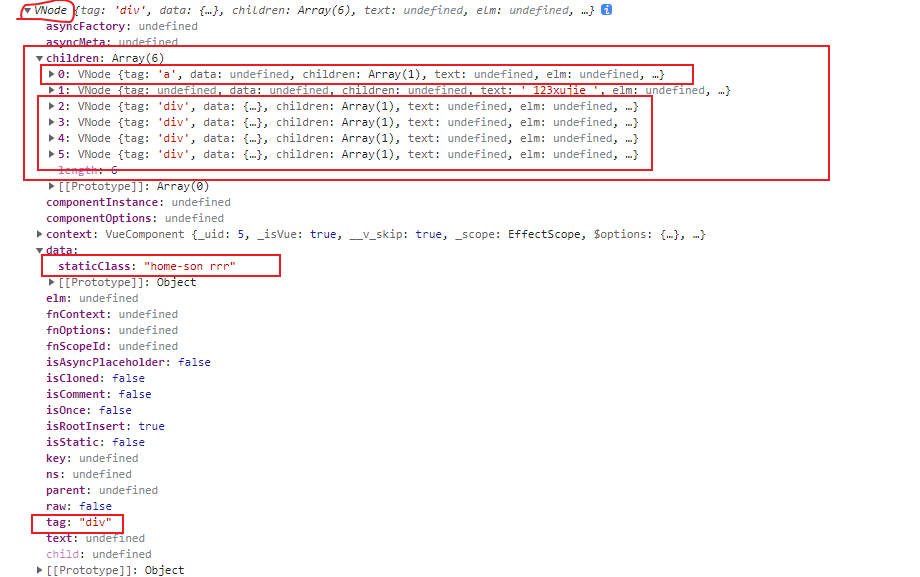 ▼VNode {tag: 'div', data: {…}, children: Array(6), text: undefined, elm: undefined, …} i
asyncFactory: undefined
asyncMeta: undefined
▼children: Array(6)
▶0: VNode {tag: 'a', data: undefined, children: Array(1), text: undefined, elm: undefined, …}
▶1: VNode {tag: undefined, data: undefined, children: undefined, text: ' 123xujie ', elm: undefined, …}
▶2: VNode {tag: 'div', data: {…}, children: Array(1), text: undefined, elm: undefined, …}
▶3: VNode {tag: 'div', data: {…}, children: Array(1), text: undefined, elm: undefined, …}
▶4: VNode {tag: 'div', data: {…}, children: Array(1), text: undefined, elm: undefined, …}
▶5: VNode {tag: 'div', data: {…}, children: Array(1), text: undefined, elm: undefined, …}
length: 6
▶[[Prototype]]: Array(0)
componentInstance: undefined
componentOptions: undefined
▶context: VueComponent {_uid: 5, _isVue: true, __v_skip: true, _scope: EffectScope, $options: {…}, …}
▼data:
staticClass: "home-son rrr"
▶[[Prototype]]: Object
elm: undefined
fnContext: undefined
fnOptions: undefined
fnScopeId: undefined
isAsyncPlaceholder: false
isCloned: false
isComment: false
isOnce: false
isRootInsert: true
isStatic: false
key: undefined
ns: undefined
parent: undefined
raw: false
tag: "div"
text: undefined
child: undefined
▶[[Prototype]]: Object